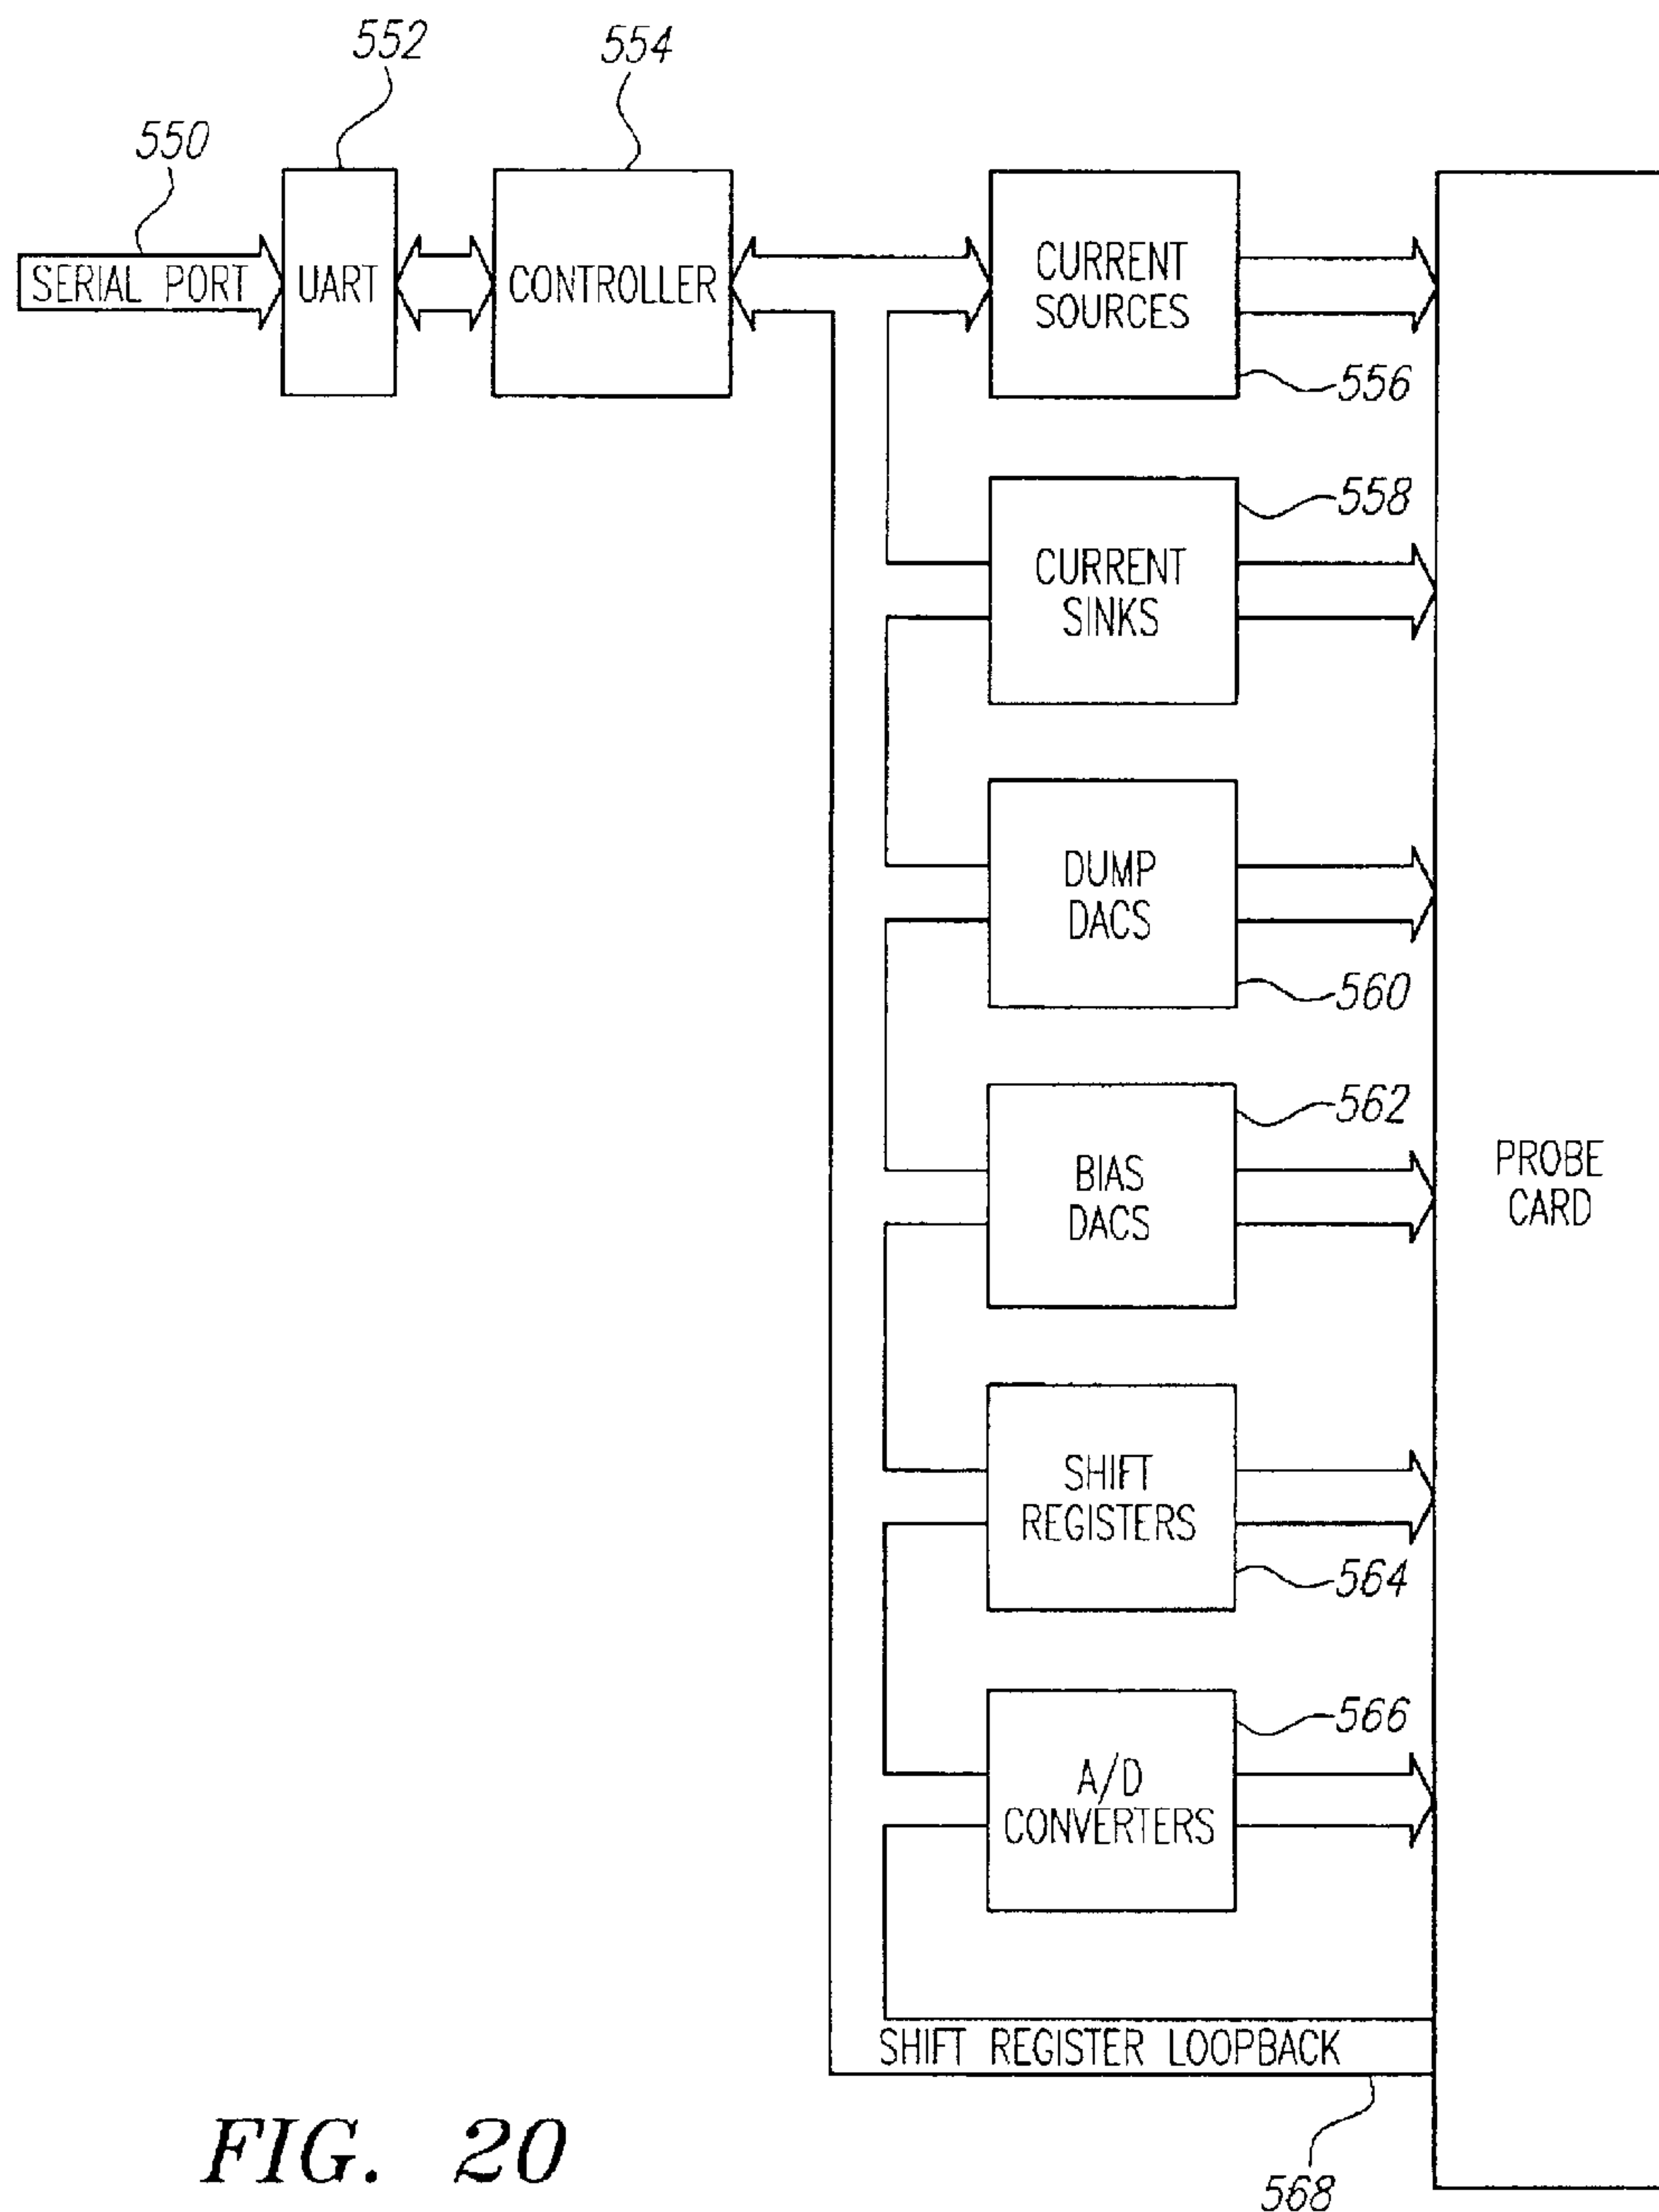 552
554
550
SERIAL PORT
UART
CONTROLLER
CURRENT
SOURCES
556
558
CURRENT
SINKS
DUMP
DACS
560
562
BIAS
DACS
PROBE
CARD
SHIFT
REGISTERS
564
566
A/D
CONVERTERS
SHIFT REGISTER LOOPBACK
568
FIG. 20